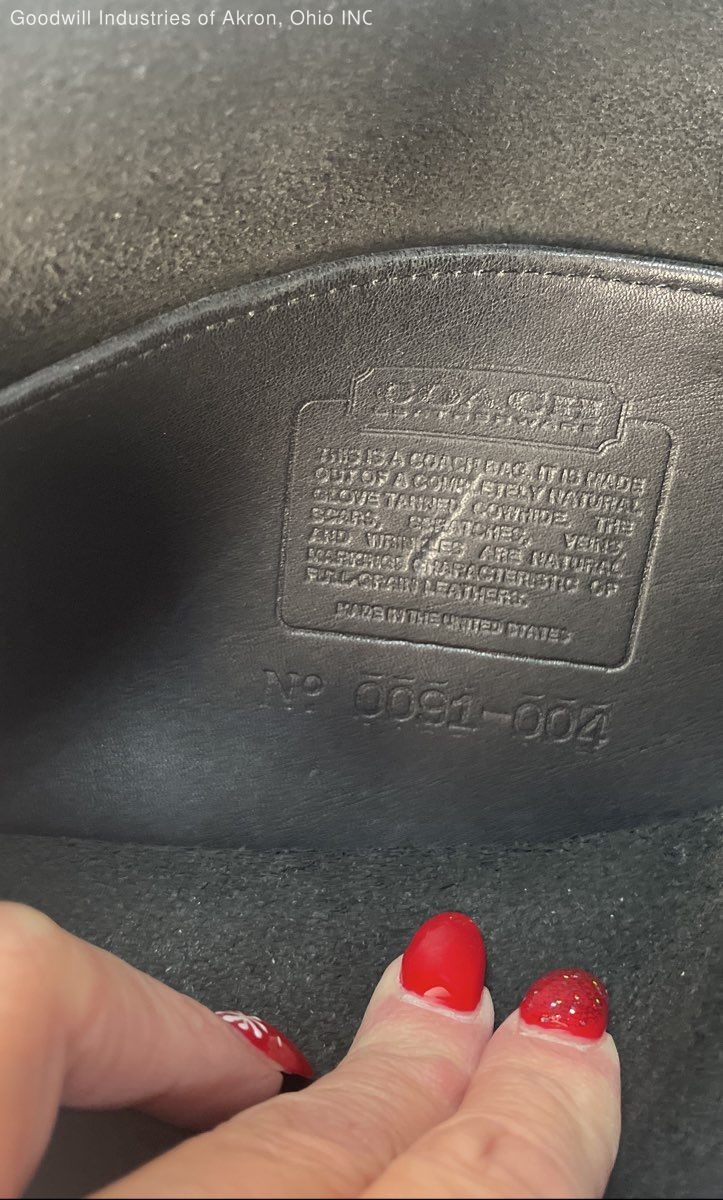 Goodwill Industries of Akron, Ohio INC
COACH®
LEATHERWARE
THIS IS A COACH BAG. IT IS MADE
OUT OF A COMPLETELY NATURAL
GLOVE TANNED COWHIDE. THE
SCARS, SCRATCHES, VEINS,
AND WRINKLES ARE NATURAL
MARKINGS CHARACTERISTIC OF
FULL-GRAIN LEATHERS.
MADE IN THE UNITED STATES
Nº 0091-004